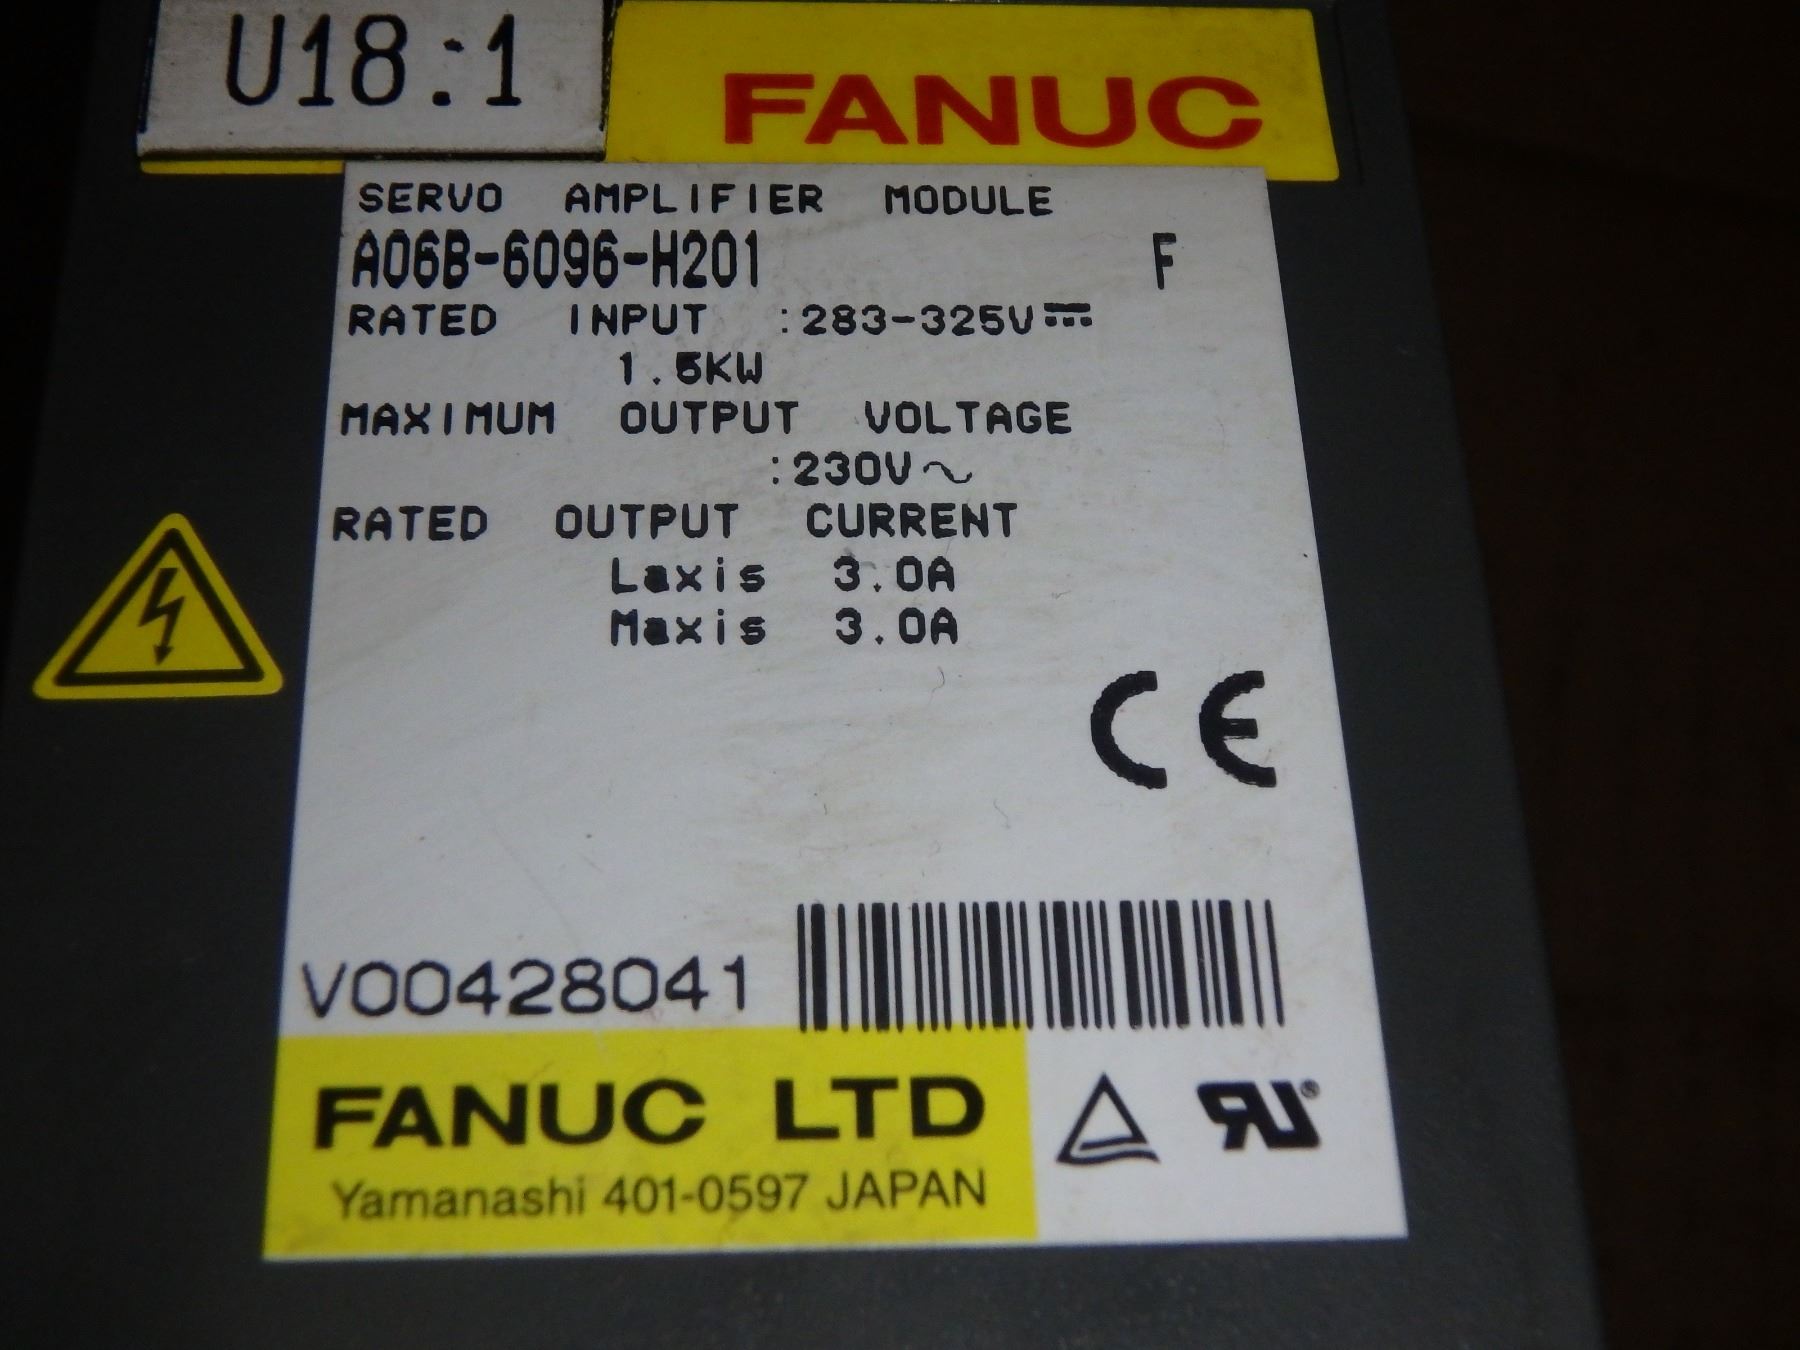 U18:1
FANUC
SERVO AMPLIFIER MODULE
A06B-6096-H201 F
RATED INPUT :283-325V⎓
1.5KW
MAXIMUM OUTPUT VOLTAGE
:230V~
RATED OUTPUT CURRENT
Laxis 3.0A
Maxis 3.0A
CE
V00428041
FANUC LTD
Yamanashi 401-0597 JAPAN
RU®